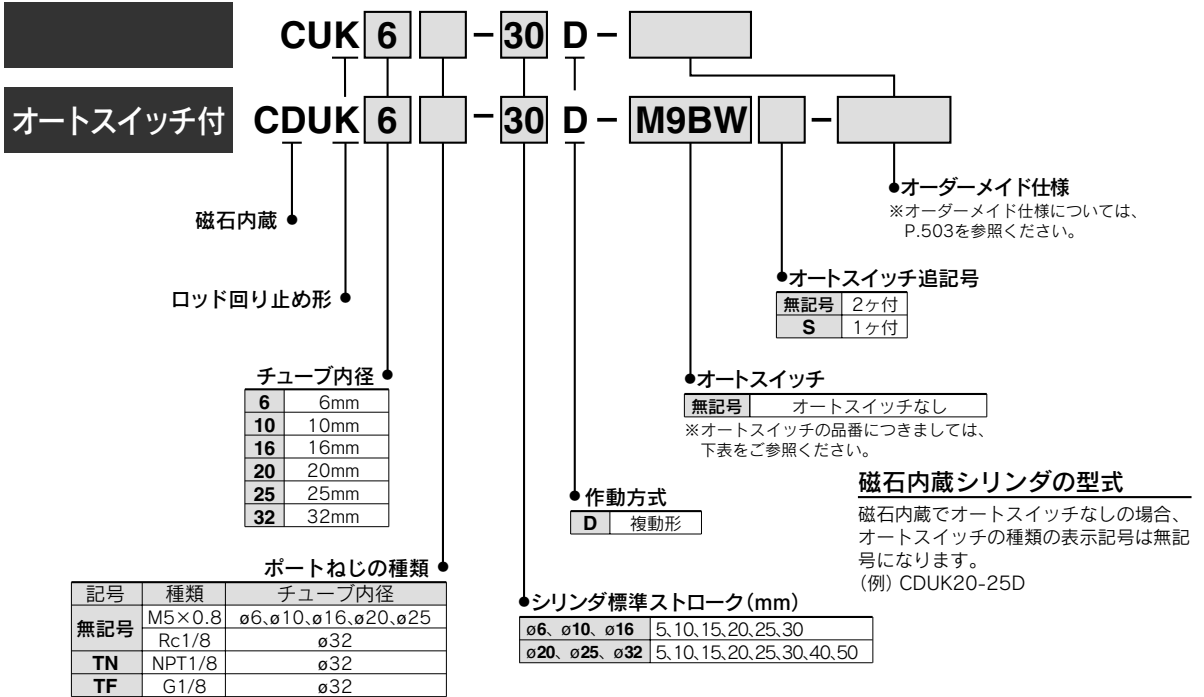 CUK 6 - 30 D -
オートスイッチ付 CDUK 6 - 30 D - M9BW -
磁石内蔵
ロッド回り止め形
チューブ内径
6 6mm
10 10mm
16 16mm
20 20mm
25 25mm
32 32mm
ポートねじの種類
記号 種類 チューブ内径
無記号 M5×0.8 ø6、ø10、ø16、ø20、ø25
Rc1/8 ø32
TN NPT1/8 ø32
TF G1/8 ø32
●シリンダ標準ストローク(mm)
ø6、ø10、ø16 5、10、15、20、25、30
ø20、ø25、ø32 5、10、15、20、25、30、40、50
●作動方式
D 複動形
●オートスイッチ
無記号 オートスイッチなし
※オートスイッチの品番につきましては、
下表をご参照ください。
●オートスイッチ追記号
無記号 2ヶ付
S 1ヶ付
●オーダーメイド仕様
※オーダーメイド仕様については、
P.503を参照ください。
磁石内蔵シリンダの型式
磁石内蔵でオートスイッチなしの場合、
オートスイッチの種類の表示記号は無記
号になります。
(例) CDUK20-25D